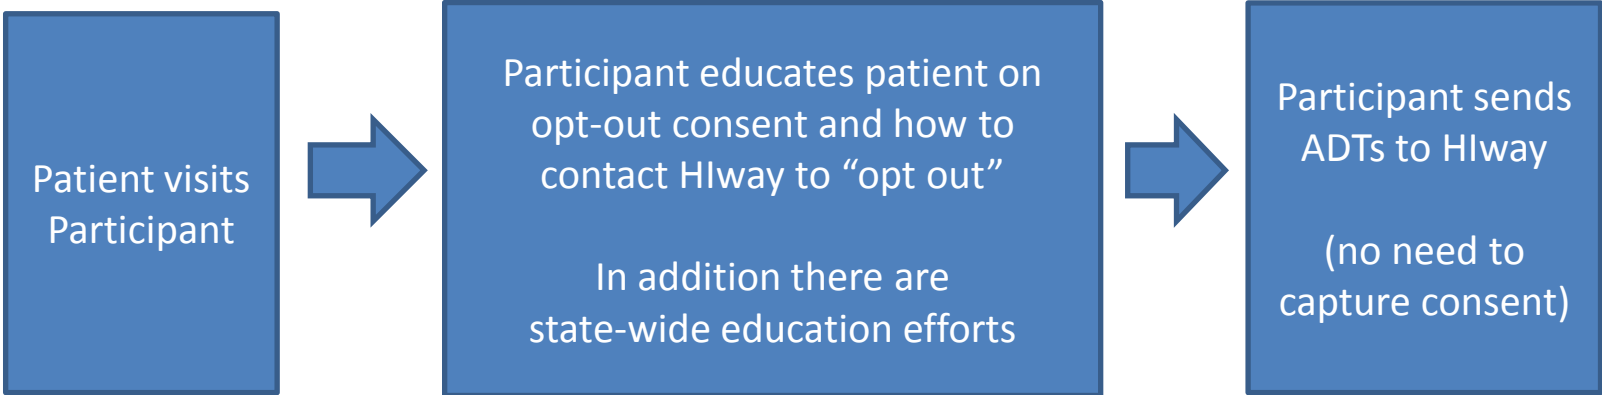 Patient visits
Participant
Participant educates patient on
opt-out consent and how to
contact HIway to “opt out”
In addition there are
state-wide education efforts
Participant sends
ADTs to HIway
(no need to
capture consent)